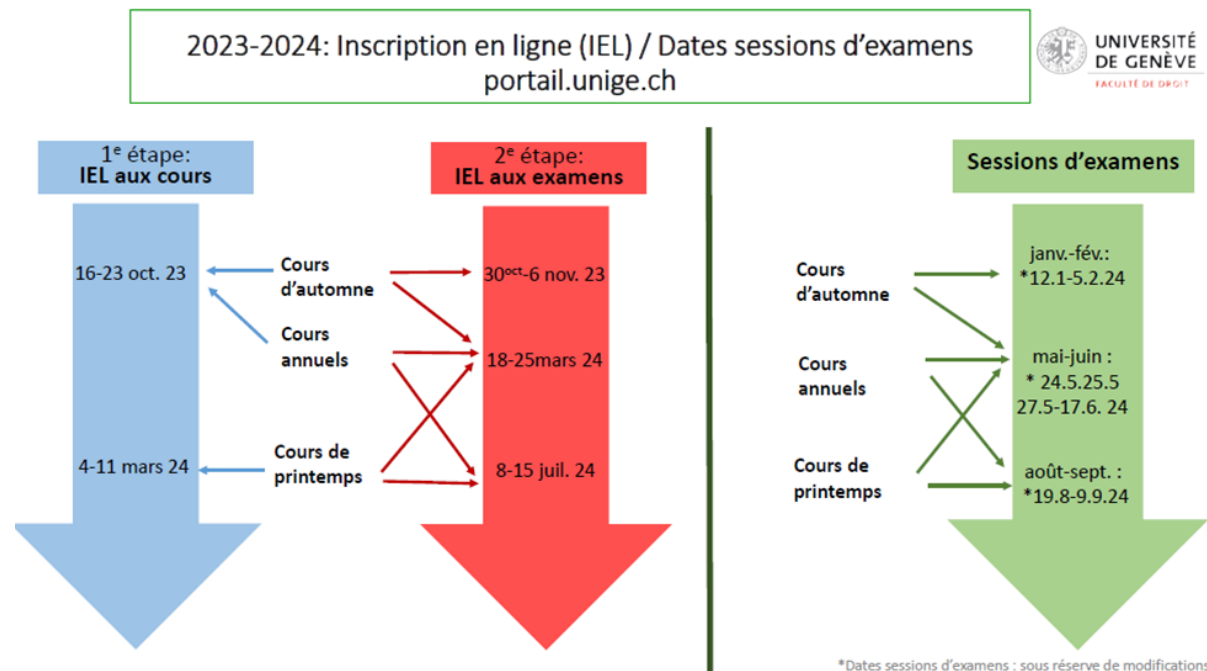 2023-2024: Inscription en ligne (IEL) / Dates sessions d'examens
portail.unige.ch
UNIVERSITÉ
DE GENÈVE
FACULTÉ DE DROIT
1e étape:
IEL aux cours
16-23 oct. 23
4-11 mars 24
Cours
d'automne
Cours
annuels
Cours de
printemps
2e étape:
IEL aux examens
30oct-6 nov. 23
18-25mars 24
8-15 juil. 24
Cours
d'automne
Cours
annuels
Cours de
printemps
Sessions d'examens
janv.-fév.:
*12.1-5.2.24
mai-juin :
* 24.5.25.5
27.5-17.6. 24
août-sept. :
*19.8-9.9.24
*Dates sessions d'examens : sous réserve de modifications